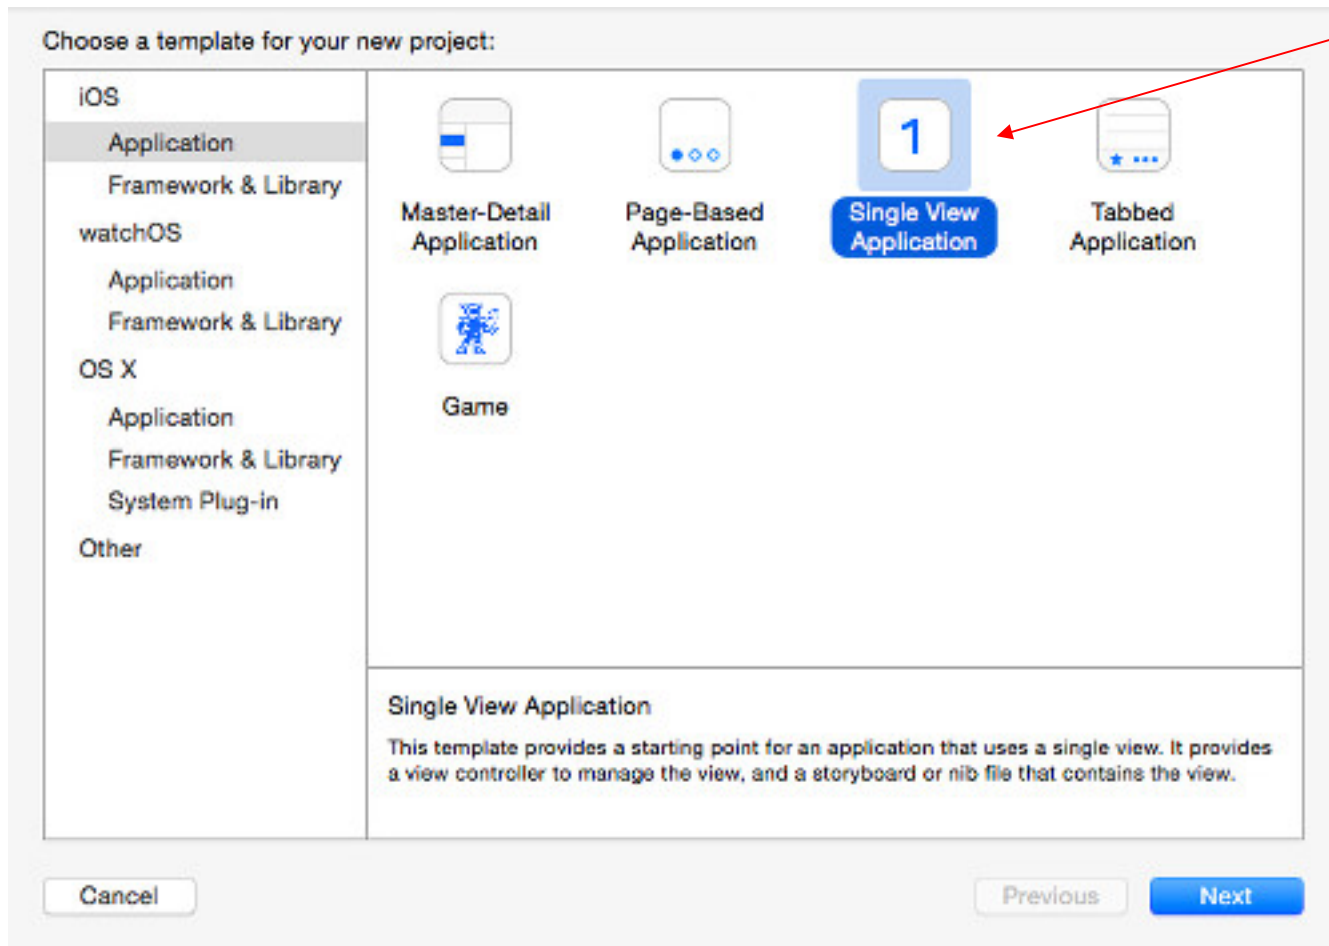 Choose a template for your new project:
iOS
Application
Framework & Library
watchOS
Application
Framework & Library
OS X
Application
Framework & Library
System Plug-in
Other
Master-Detail
Application
Page-Based
Application
1
Single View
Application
Tabbed
Application
Game
Single View Application
This template provides a starting point for an application that uses a single view. It provides
a view controller to manage the view, and a storyboard or nib file that contains the view.
Cancel
Previous
Next